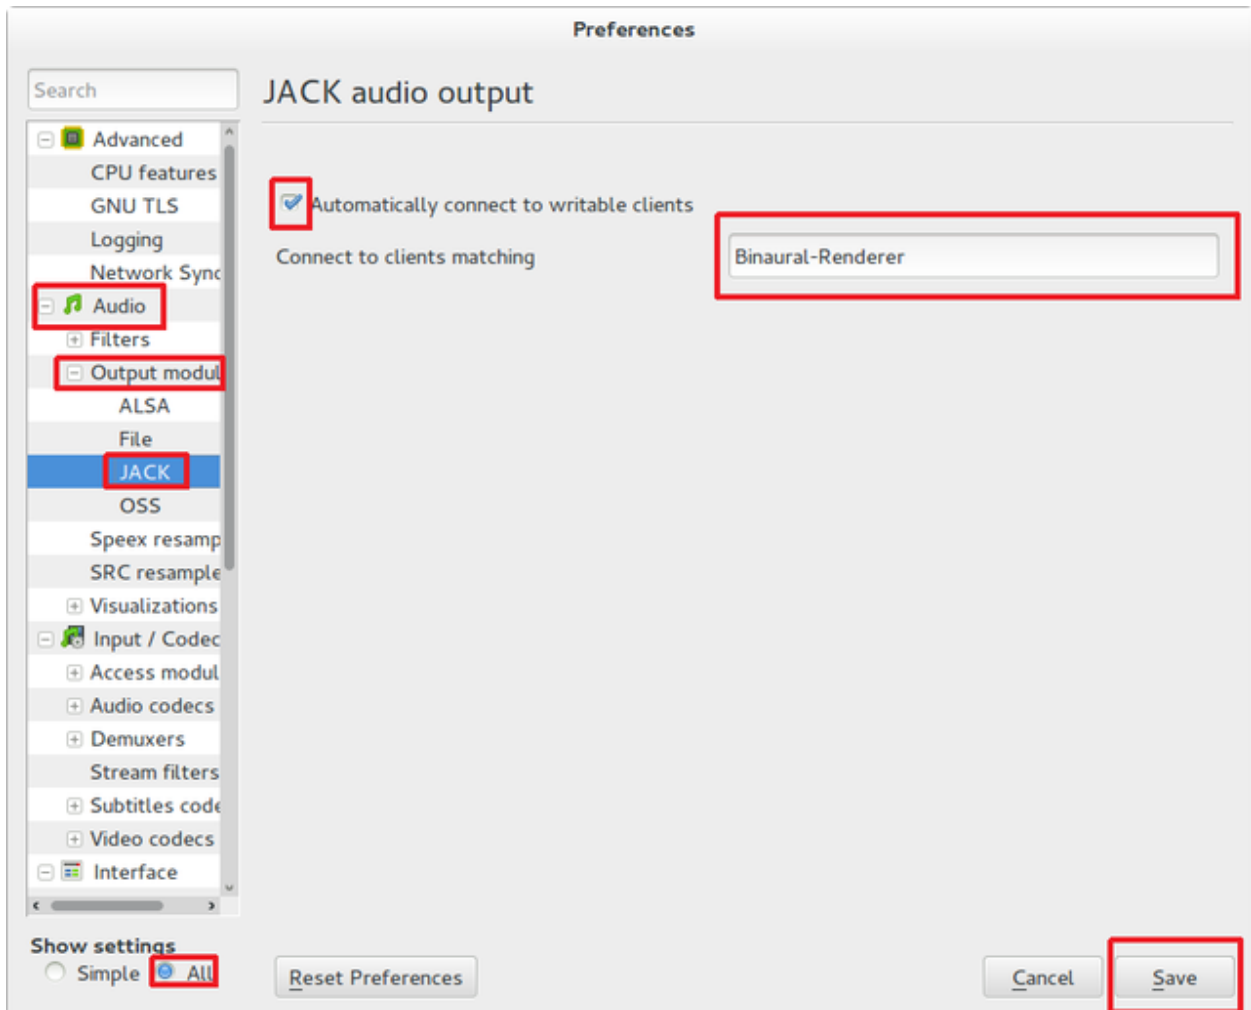 Preferences
Search
JACK audio output
Advanced
CPU features
GNU TLS
Logging
Network Sync
Audio
Filters
Output modul
ALSA
File
JACK
OSS
Speex resamp
SRC resample
Visualizations
Input / Codec
Access modul
Audio codecs
Demuxers
Stream filters
Subtitles code
Video codecs
Interface
Automatically connect to writable clients
Connect to clients matching
Binaural-Renderer
Show settings
Simple
All
Reset Preferences
Cancel
Save